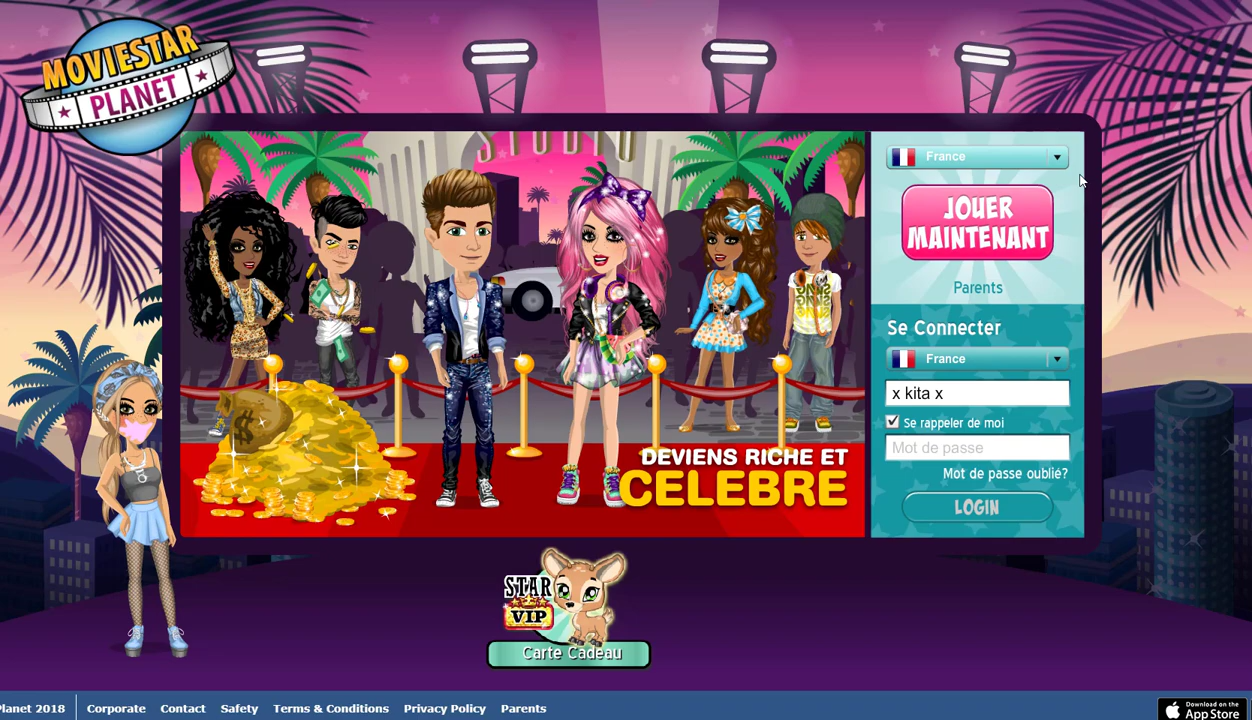 MOVIESTAR
PLANET
STUDIO
France
JOUER
MAINTENANT
Parents
Se Connecter
France
x kita x
Se rappeler de moi
Mot de passe
Mot de passe oublié?
LOGIN
DEVIENS RICHE ET
CELEBRE
STAR
VIP
Carte Cadeau
Planet 2018
Corporate
Contact
Safety
Terms & Conditions
Privacy Policy
Parents
Download on the
App Store